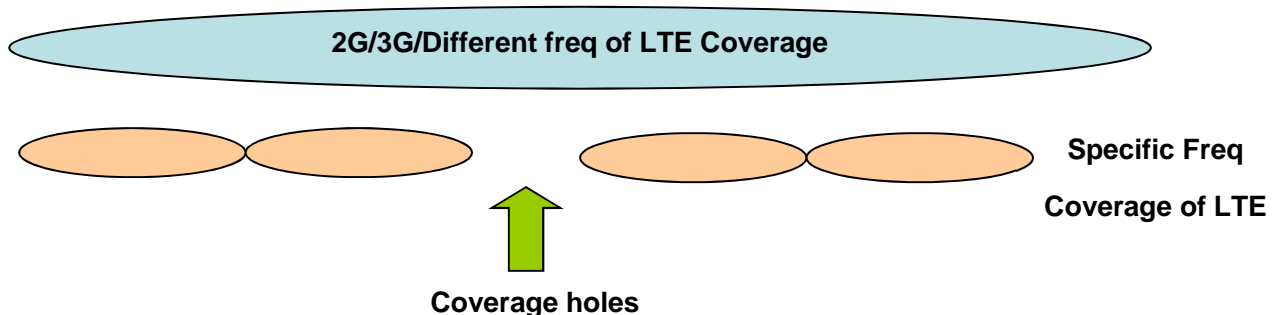 2G/3G/Different freq of LTE Coverage
Specific Freq
Coverage of LTE
Coverage holes